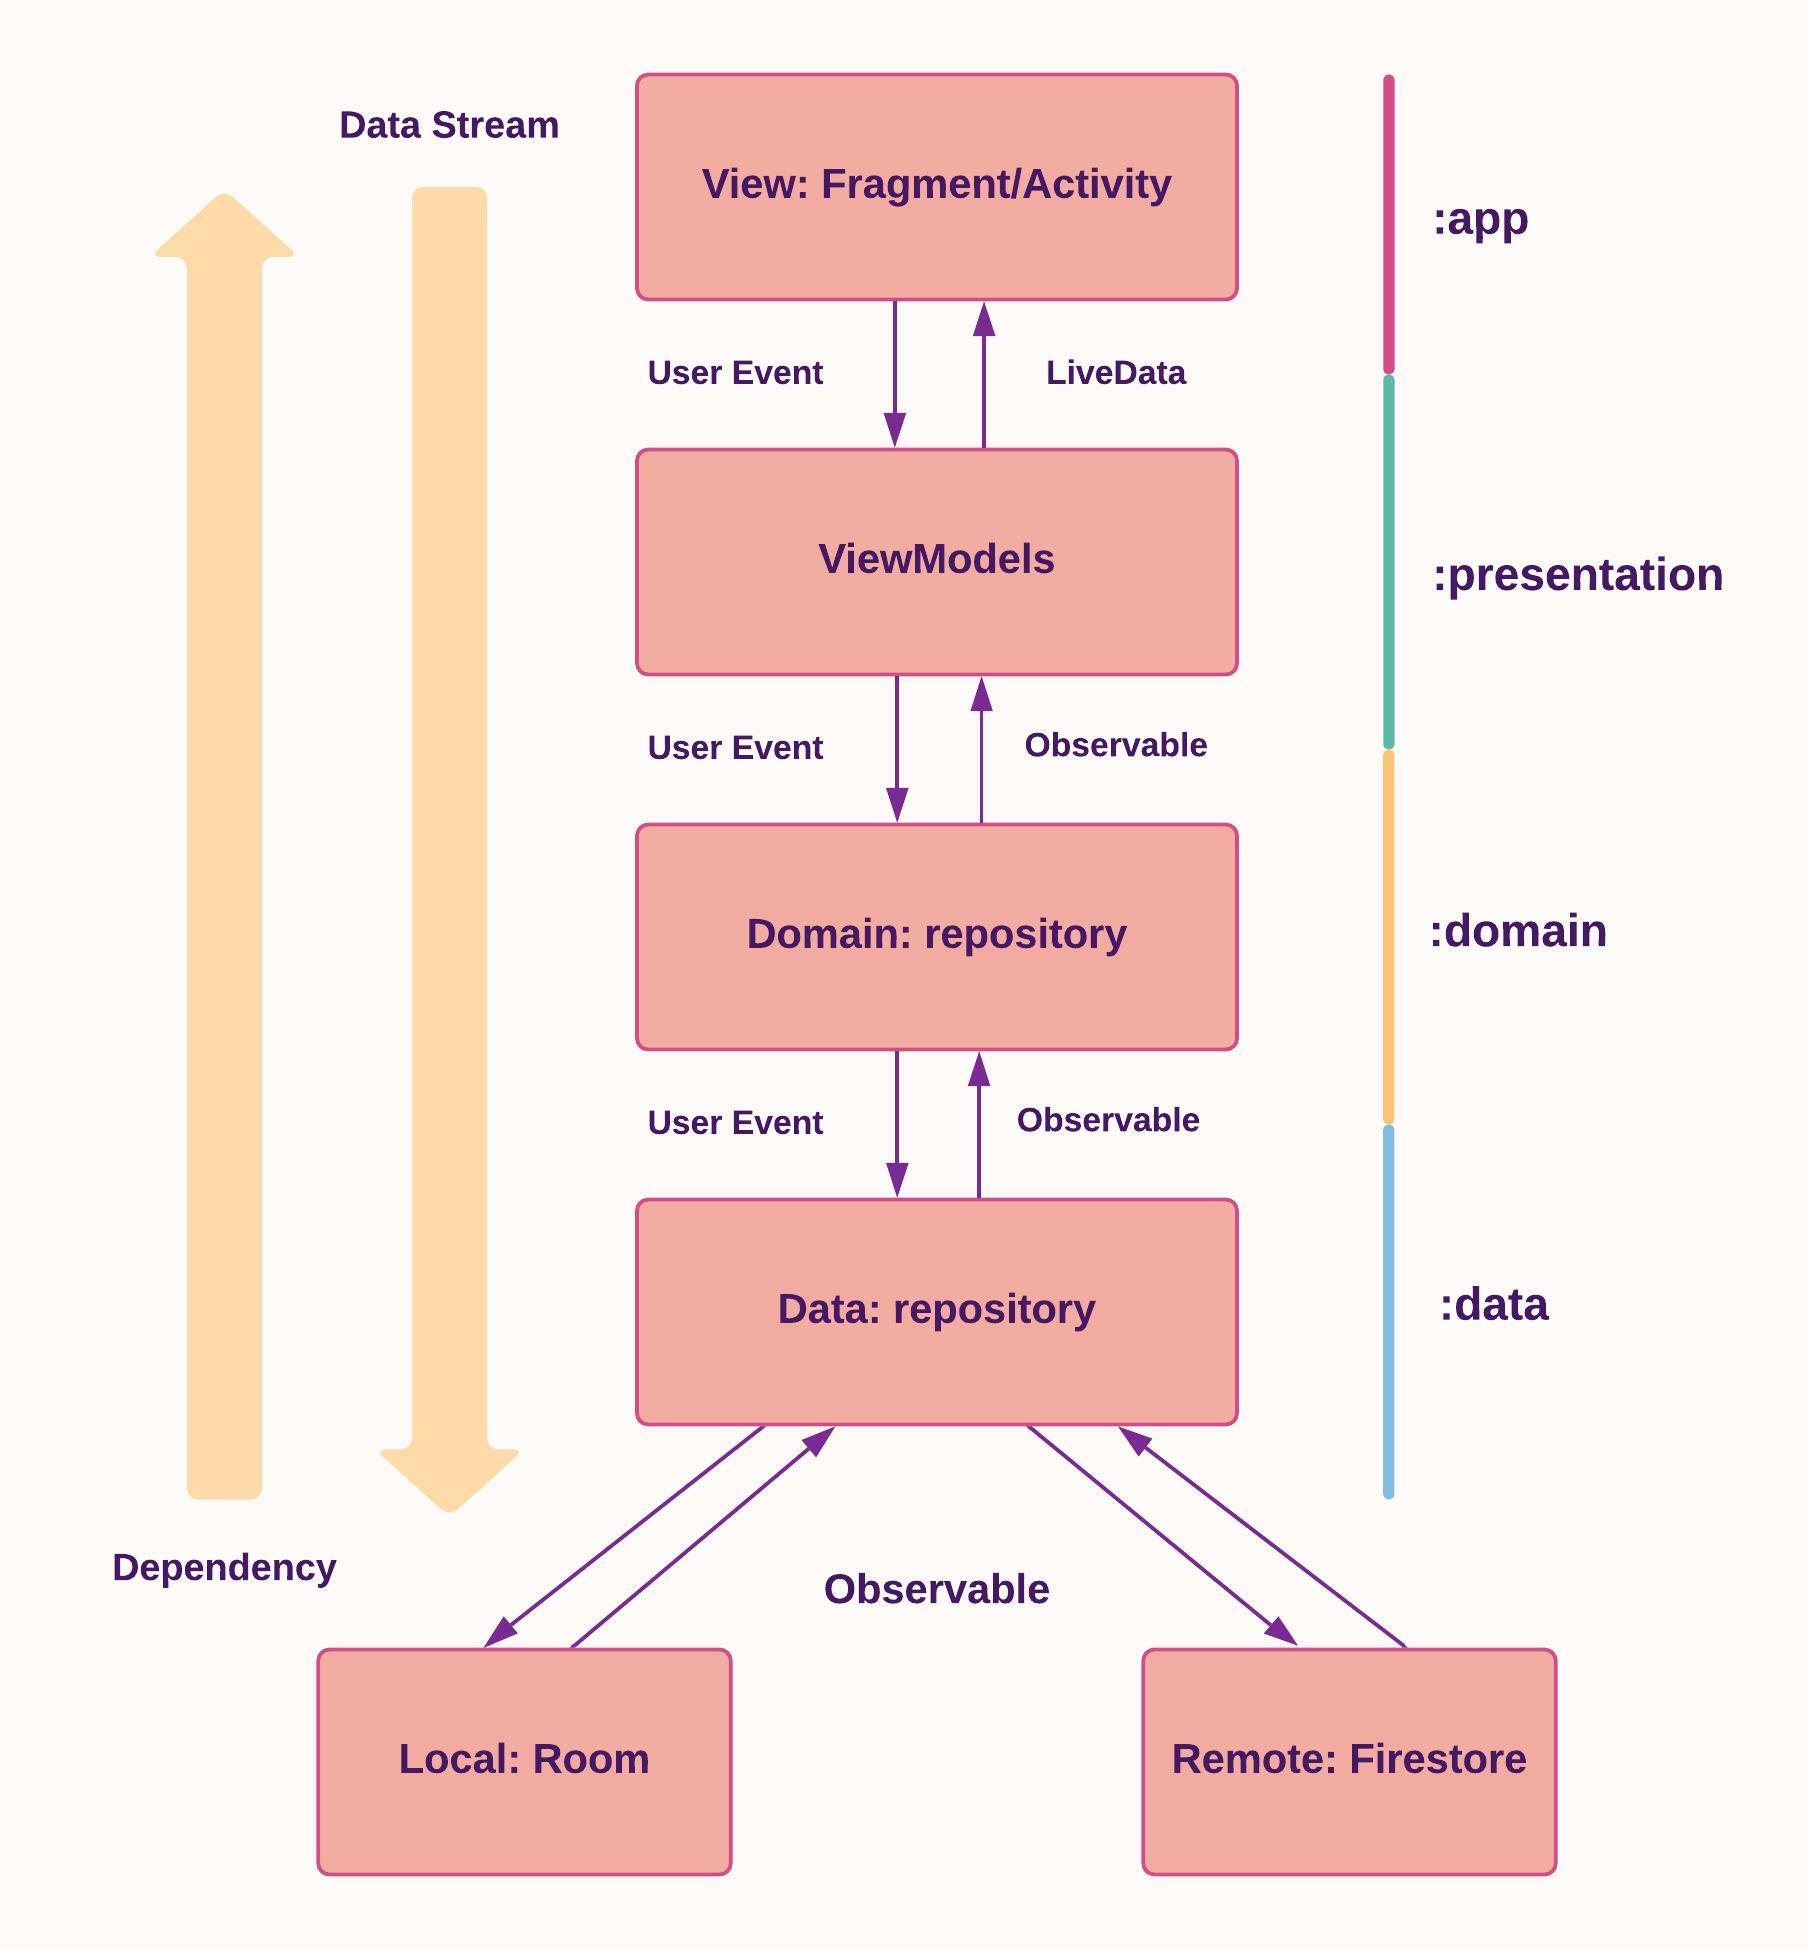 Data Stream
View: Fragment/Activity
:app
User Event
LiveData
ViewModels
:presentation
User Event
Observable
Domain: repository
:domain
User Event
Observable
Data: repository
:data
Dependency
Observable
Local: Room
Remote: Firestore